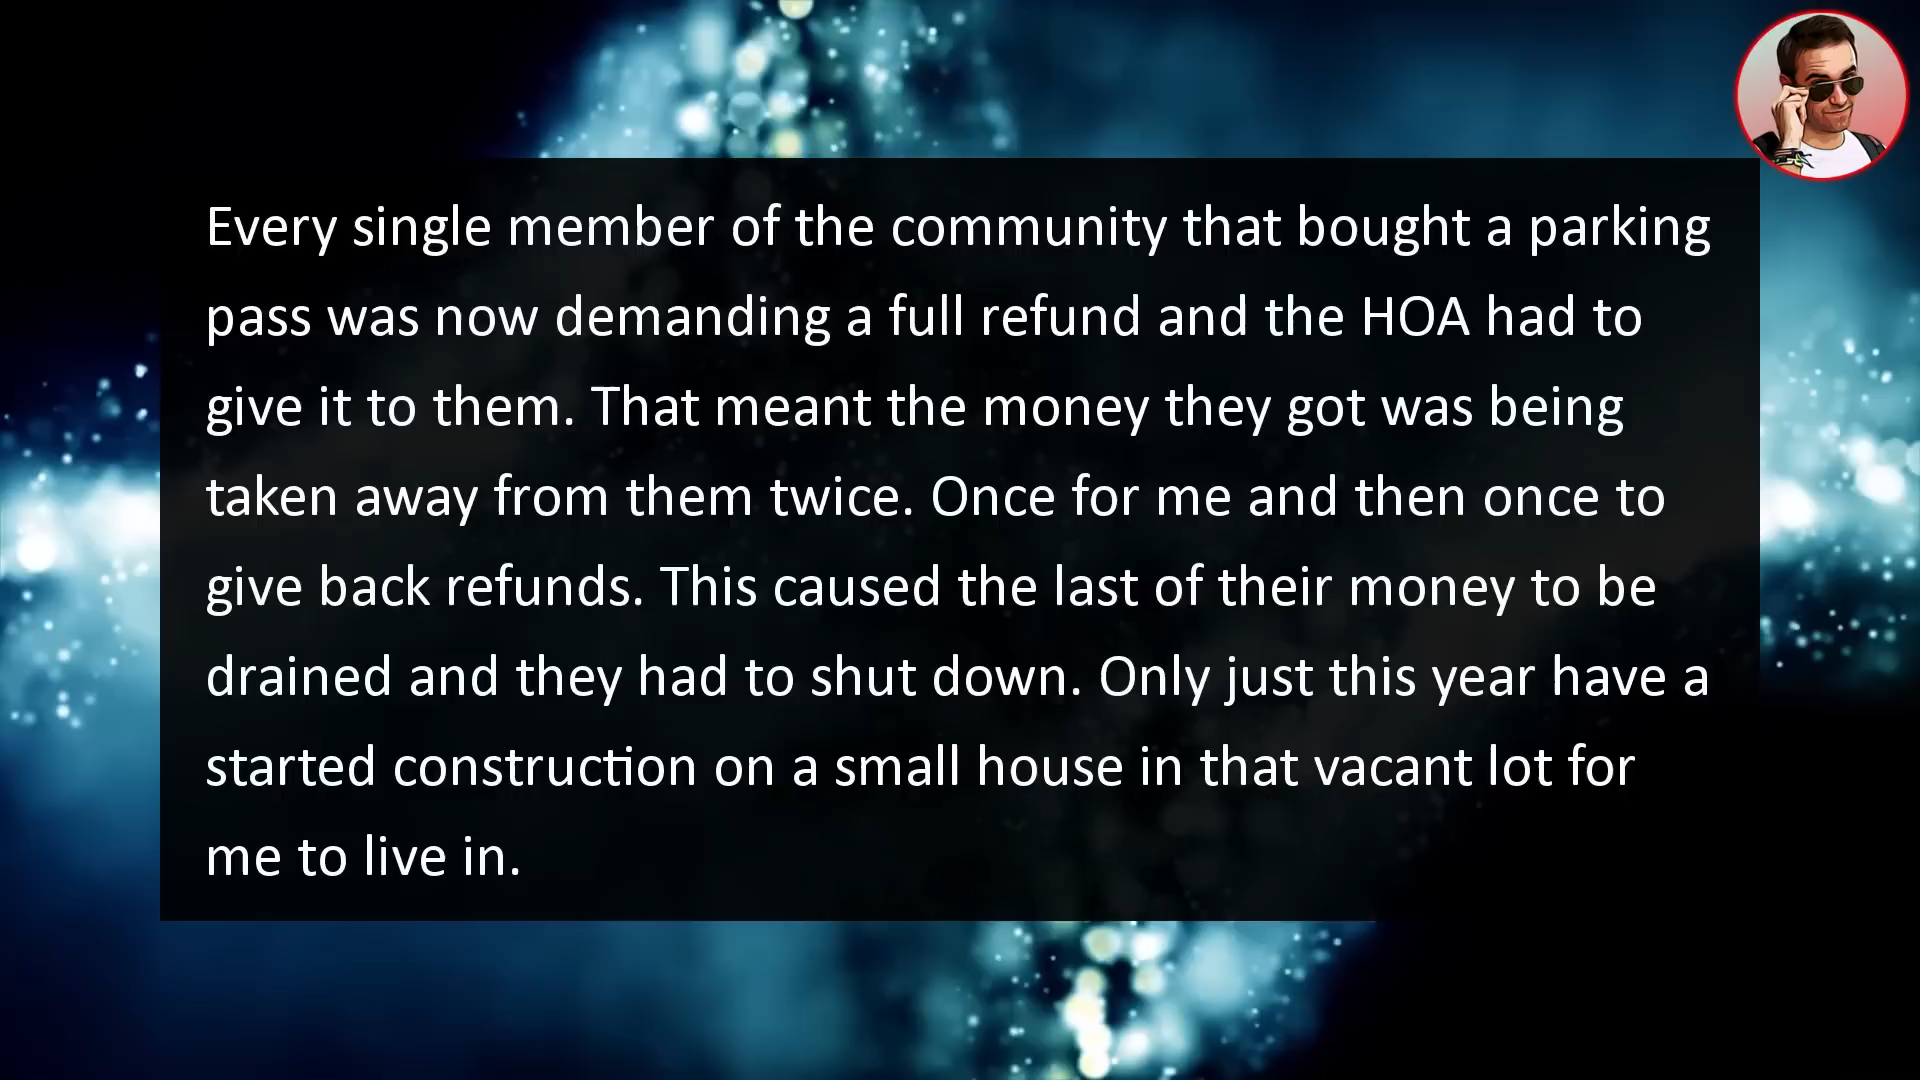 Every single member of the community that bought a parking
pass was now demanding a full refund and the HOA had to
give it to them. That meant the money they got was being
taken away from them twice. Once for me and then once to
give back refunds. This caused the last of their money to be
drained and they had to shut down. Only just this year have a
started construction on a small house in that vacant lot for
me to live in.